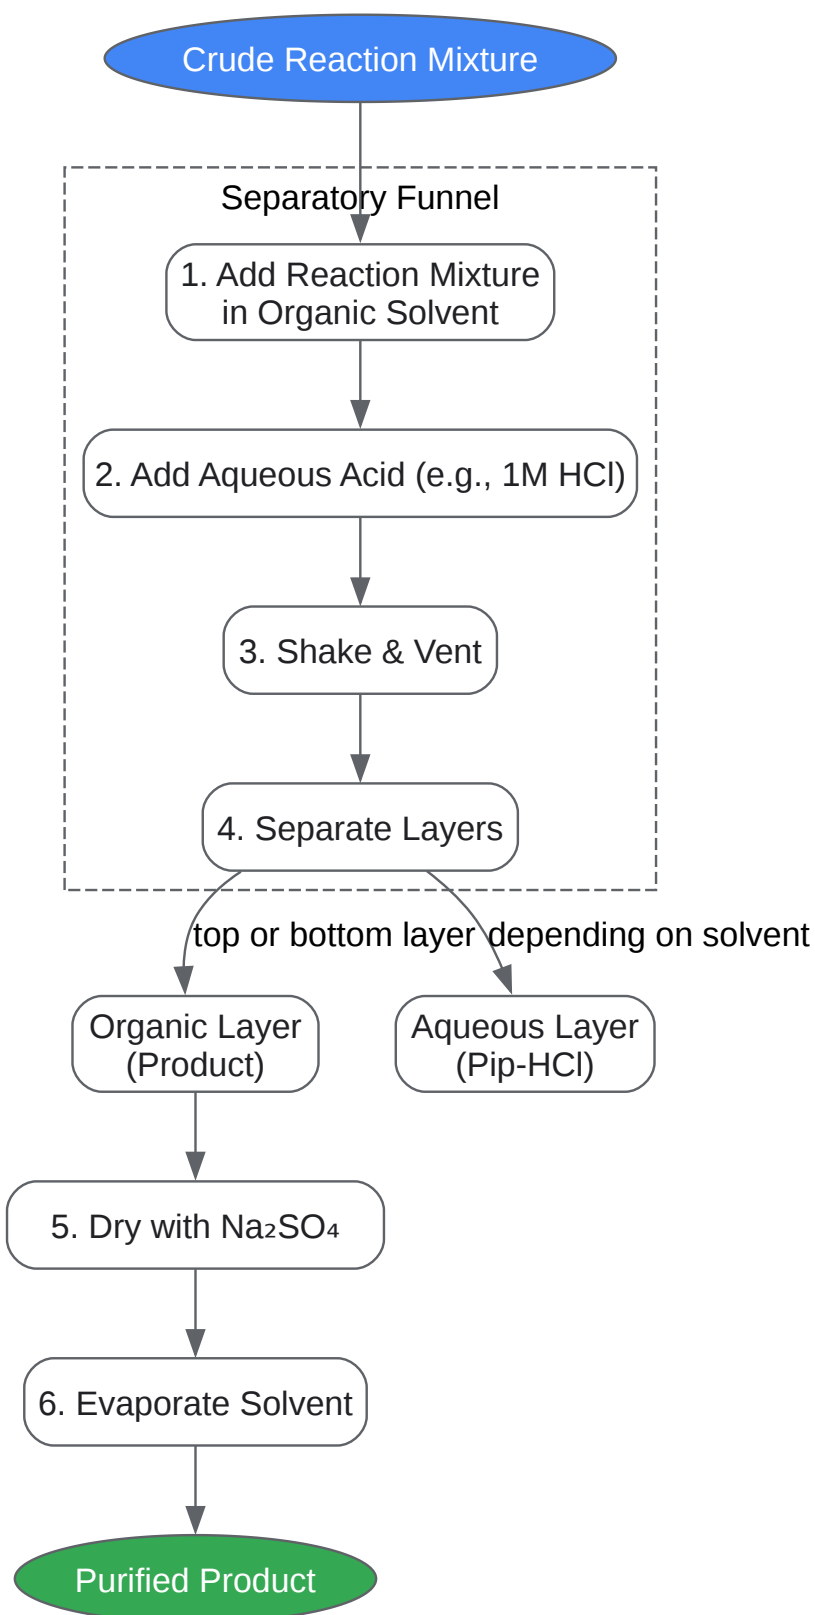 Crude Reaction Mixture
Separatory Funnel
1. Add Reaction Mixture
in Organic Solvent
2. Add Aqueous Acid (e.g., 1M HCl)
3. Shake & Vent
4. Separate Layers
top or bottom layer
depending on solvent
Organic Layer
(Product)
Aqueous Layer
(Pip-HCl)
5. Dry with Na₂SO₄
6. Evaporate Solvent
Purified Product